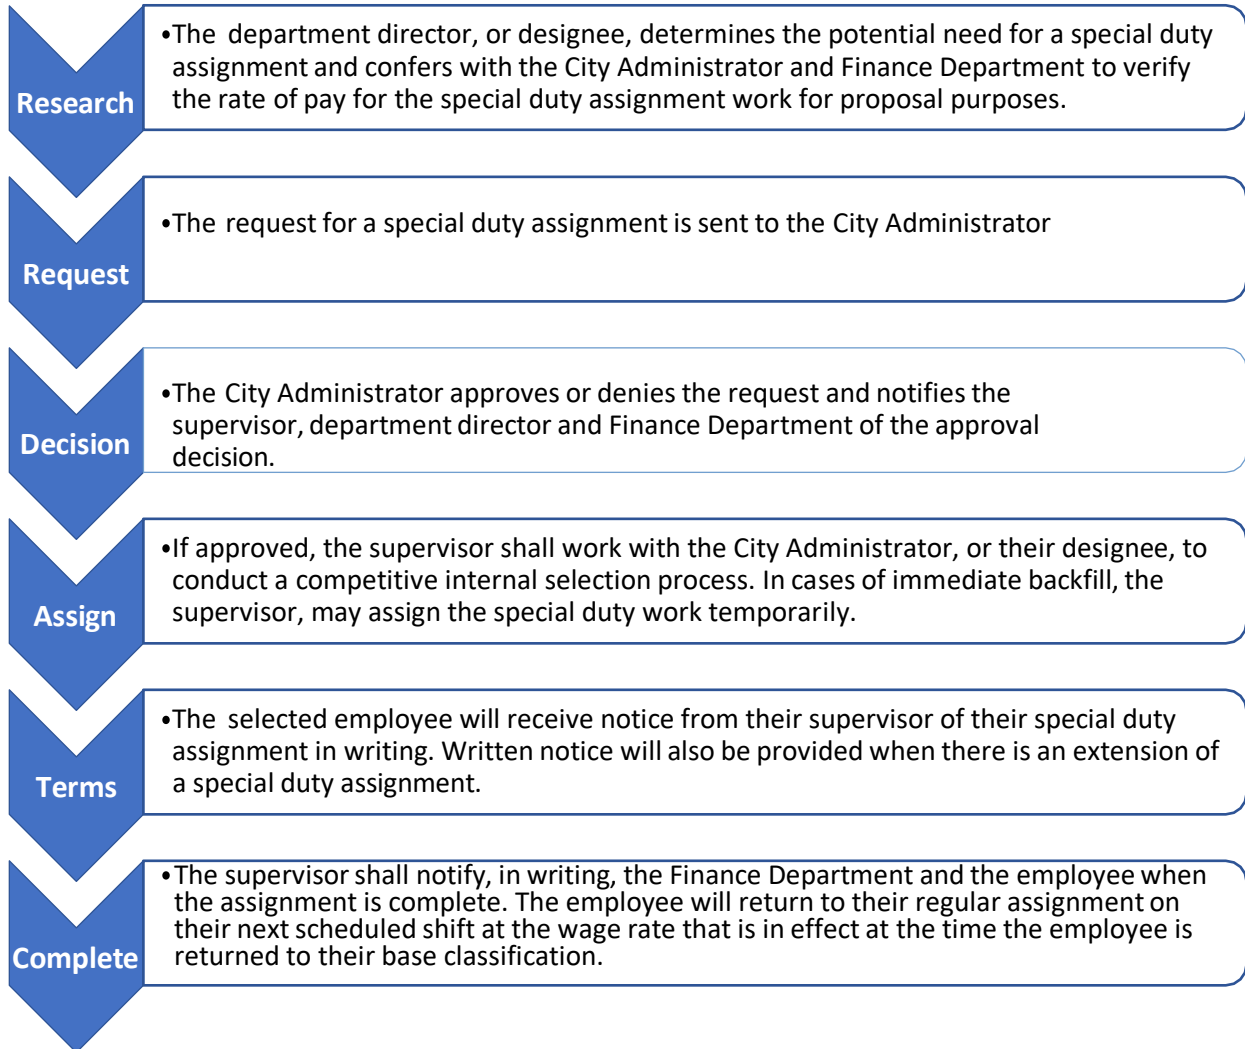 Research
•The department director, or designee, determines the potential need for a special duty
assignment and confers with the City Administrator and Finance Department to verify
the rate of pay for the special duty assignment work for proposal purposes.
Request
•The request for a special duty assignment is sent to the City Administrator
Decision
•The City Administrator approves or denies the request and notifies the
supervisor, department director and Finance Department of the approval
decision.
Assign
•If approved, the supervisor shall work with the City Administrator, or their designee, to
conduct a competitive internal selection process. In cases of immediate backfill, the
supervisor, may assign the special duty work temporarily.
Terms
•The selected employee will receive notice from their supervisor of their special duty
assignment in writing. Written notice will also be provided when there is an extension of
a special duty assignment.
Complete
•The supervisor shall notify, in writing, the Finance Department and the employee when
the assignment is complete. The employee will return to their regular assignment on
their next scheduled shift at the wage rate that is in effect at the time the employee is
returned to their base classification.